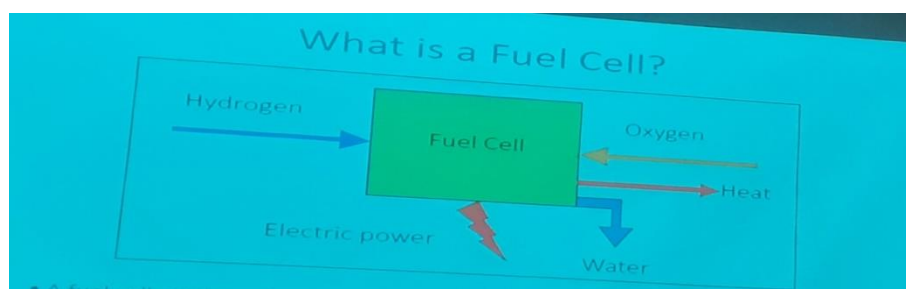 What is a Fuel Cell?
Hydrogen
Fuel Cell
Oxygen
Heat
Electric power
Water